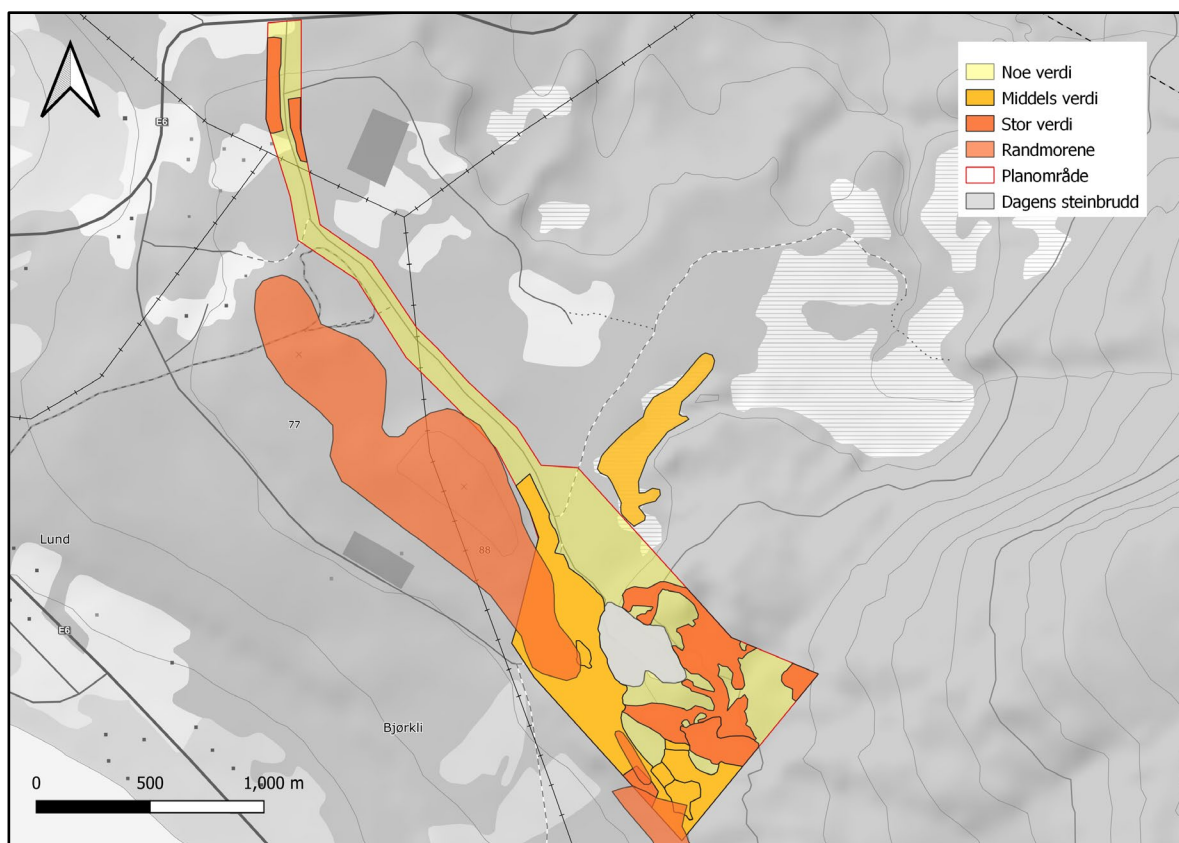 Noe verdi
Middels verdi
Stor verdi
Randmorene
Planområde
Dagens steinbrudd
E6
77
88
Lund
E6
Bjørkli
0 500 1,000 m